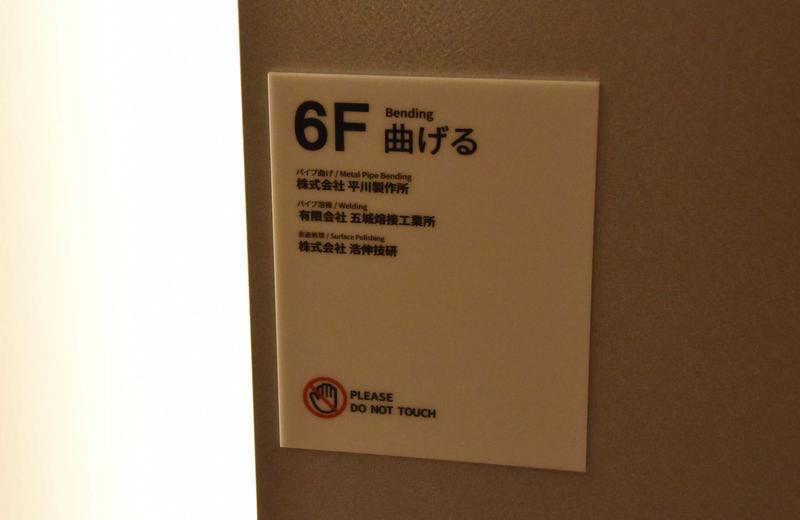 6F
Bending
曲げる
パイプ曲げ / Metal Pipe Bending
株式会社 平川製作所
パイプ溶接 / Welding
有限会社 五城熔接工業所
表面処理 / Surface Polishing
株式会社 浩伸技研
PLEASE
DO NOT TOUCH